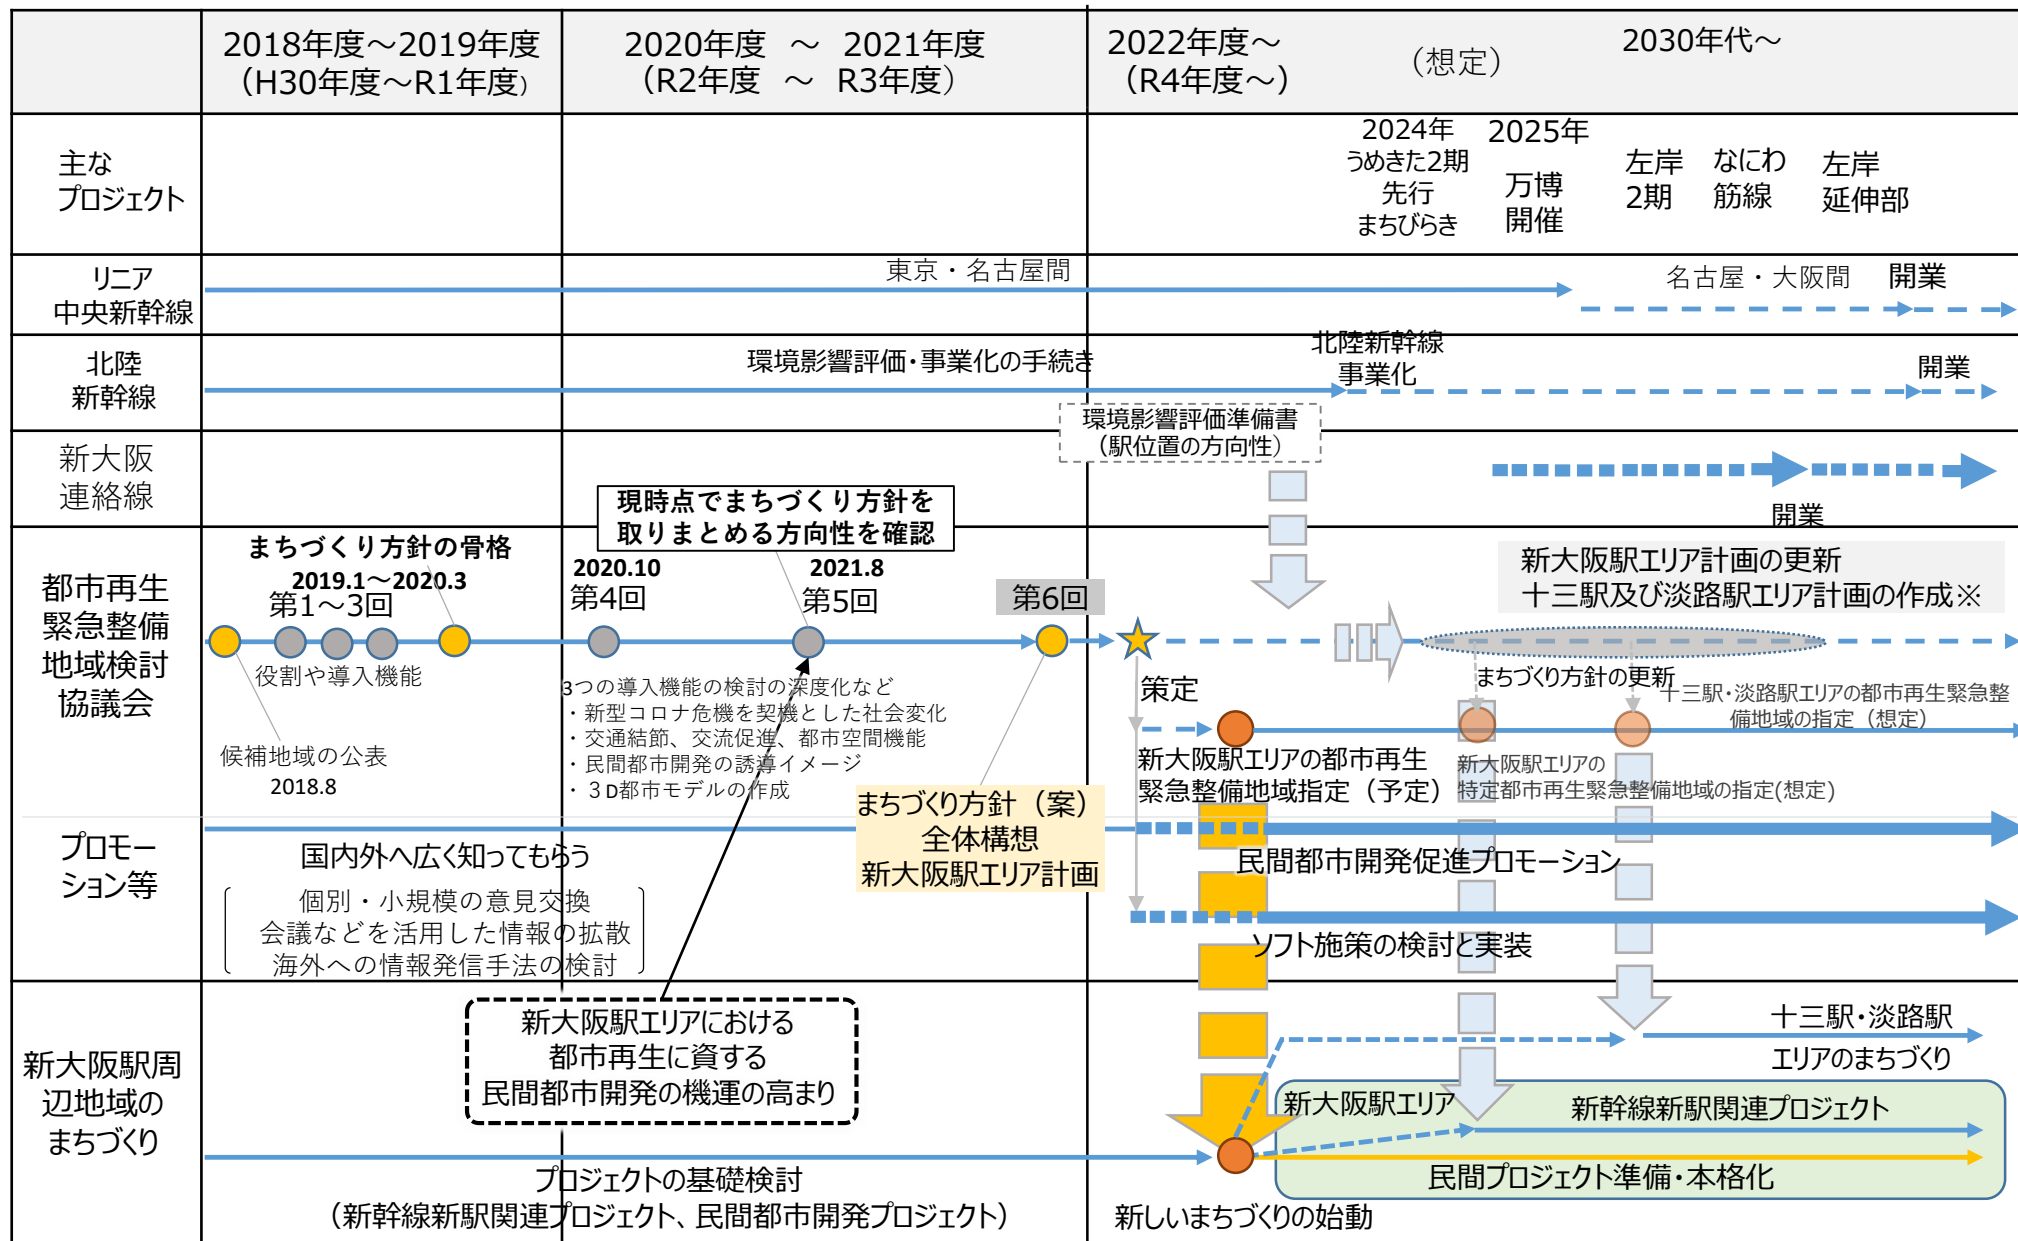 2018年度～2019年度
（H30年度～R1年度）
2020年度 ～ 2021年度
（R2年度 ～ R3年度）
2022年度～
（R4年度～）
（想定）
2030年代～
主な
プロジェクト
2024年
うめきた2期
先行
まちびらき
2025年
万博
開催
左岸
2期
なにわ
筋線
左岸
延伸部
リニア
中央新幹線
東京・名古屋間
名古屋・大阪間
開業
北陸
新幹線
環境影響評価・事業化の手続き
北陸新幹線
事業化
開業
環境影響評価準備書
（駅位置の方向性）
新大阪
連絡線
開業
現時点でまちづくり方針を
取りまとめる方向性を確認
都市再生
緊急整備
地域検討
協議会
まちづくり方針の骨格
2019.1～2020.3
第1～3回
2020.10
第4回
2021.8
第5回
第6回
新大阪駅エリア計画の更新
十三駅及び淡路駅エリア計画の作成※
役割や導入機能
候補地域の公表
2018.8
3つの導入機能の検討の深度化など
・新型コロナ危機を契機とした社会変化
・交通結節、交流促進、都市空間機能
・民間都市開発の誘導イメージ
・３D都市モデルの作成
まちづくり方針（案）
全体構想
新大阪駅エリア計画
策定
まちづくり方針の更新
十三駅・淡路駅エリアの都市再生緊急整
備地域の指定（想定）
新大阪駅エリアの都市再生
緊急整備地域指定（予定）
新大阪駅エリアの
特定都市再生緊急整備地域の指定(想定)
プロモー
ション等
国内外へ広く知ってもらう
個別・小規模の意見交換
会議などを活用した情報の拡散
海外への情報発信手法の検討
民間都市開発促進プロモーション
ソフト施策の検討と実装
新大阪駅周
辺地域の
まちづくり
新大阪駅エリアにおける
都市再生に資する
民間都市開発の機運の高まり
十三駅・淡路駅
エリアのまちづくり
新大阪駅エリア
新幹線新駅関連プロジェクト
民間プロジェクト準備・本格化
プロジェクトの基礎検討
（新幹線新駅関連プロジェクト、民間都市開発プロジェクト）
新しいまちづくりの始動